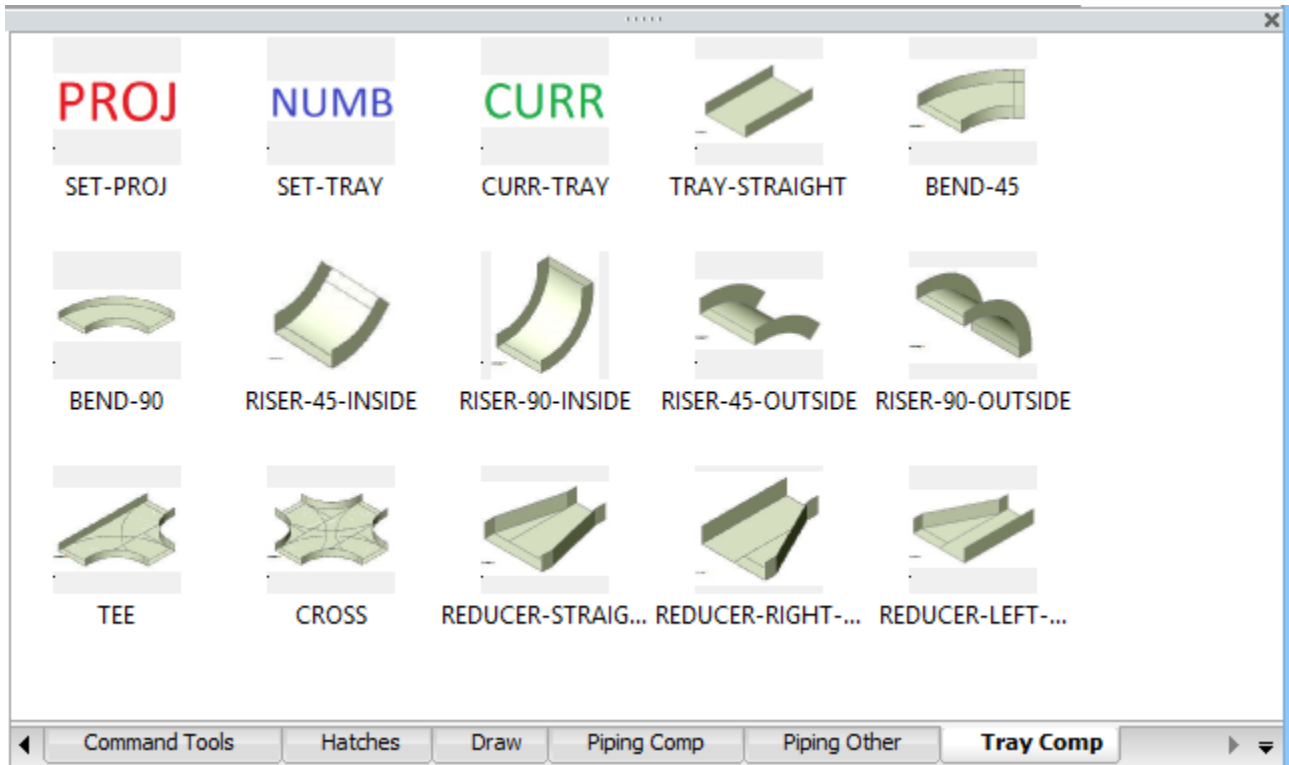 PROJ NUMB CURR
SET-PROJ SET-TRAY CURR-TRAY TRAY-STRAIGHT BEND-45
BEND-90 RISER-45-INSIDE RISER-90-INSIDE RISER-45-OUTSIDE RISER-90-OUTSIDE
TEE CROSS REDUCER-STRAIG... REDUCER-RIGHT-... REDUCER-LEFT-...
Command Tools Hatches Draw Piping Comp Piping Other Tray Comp